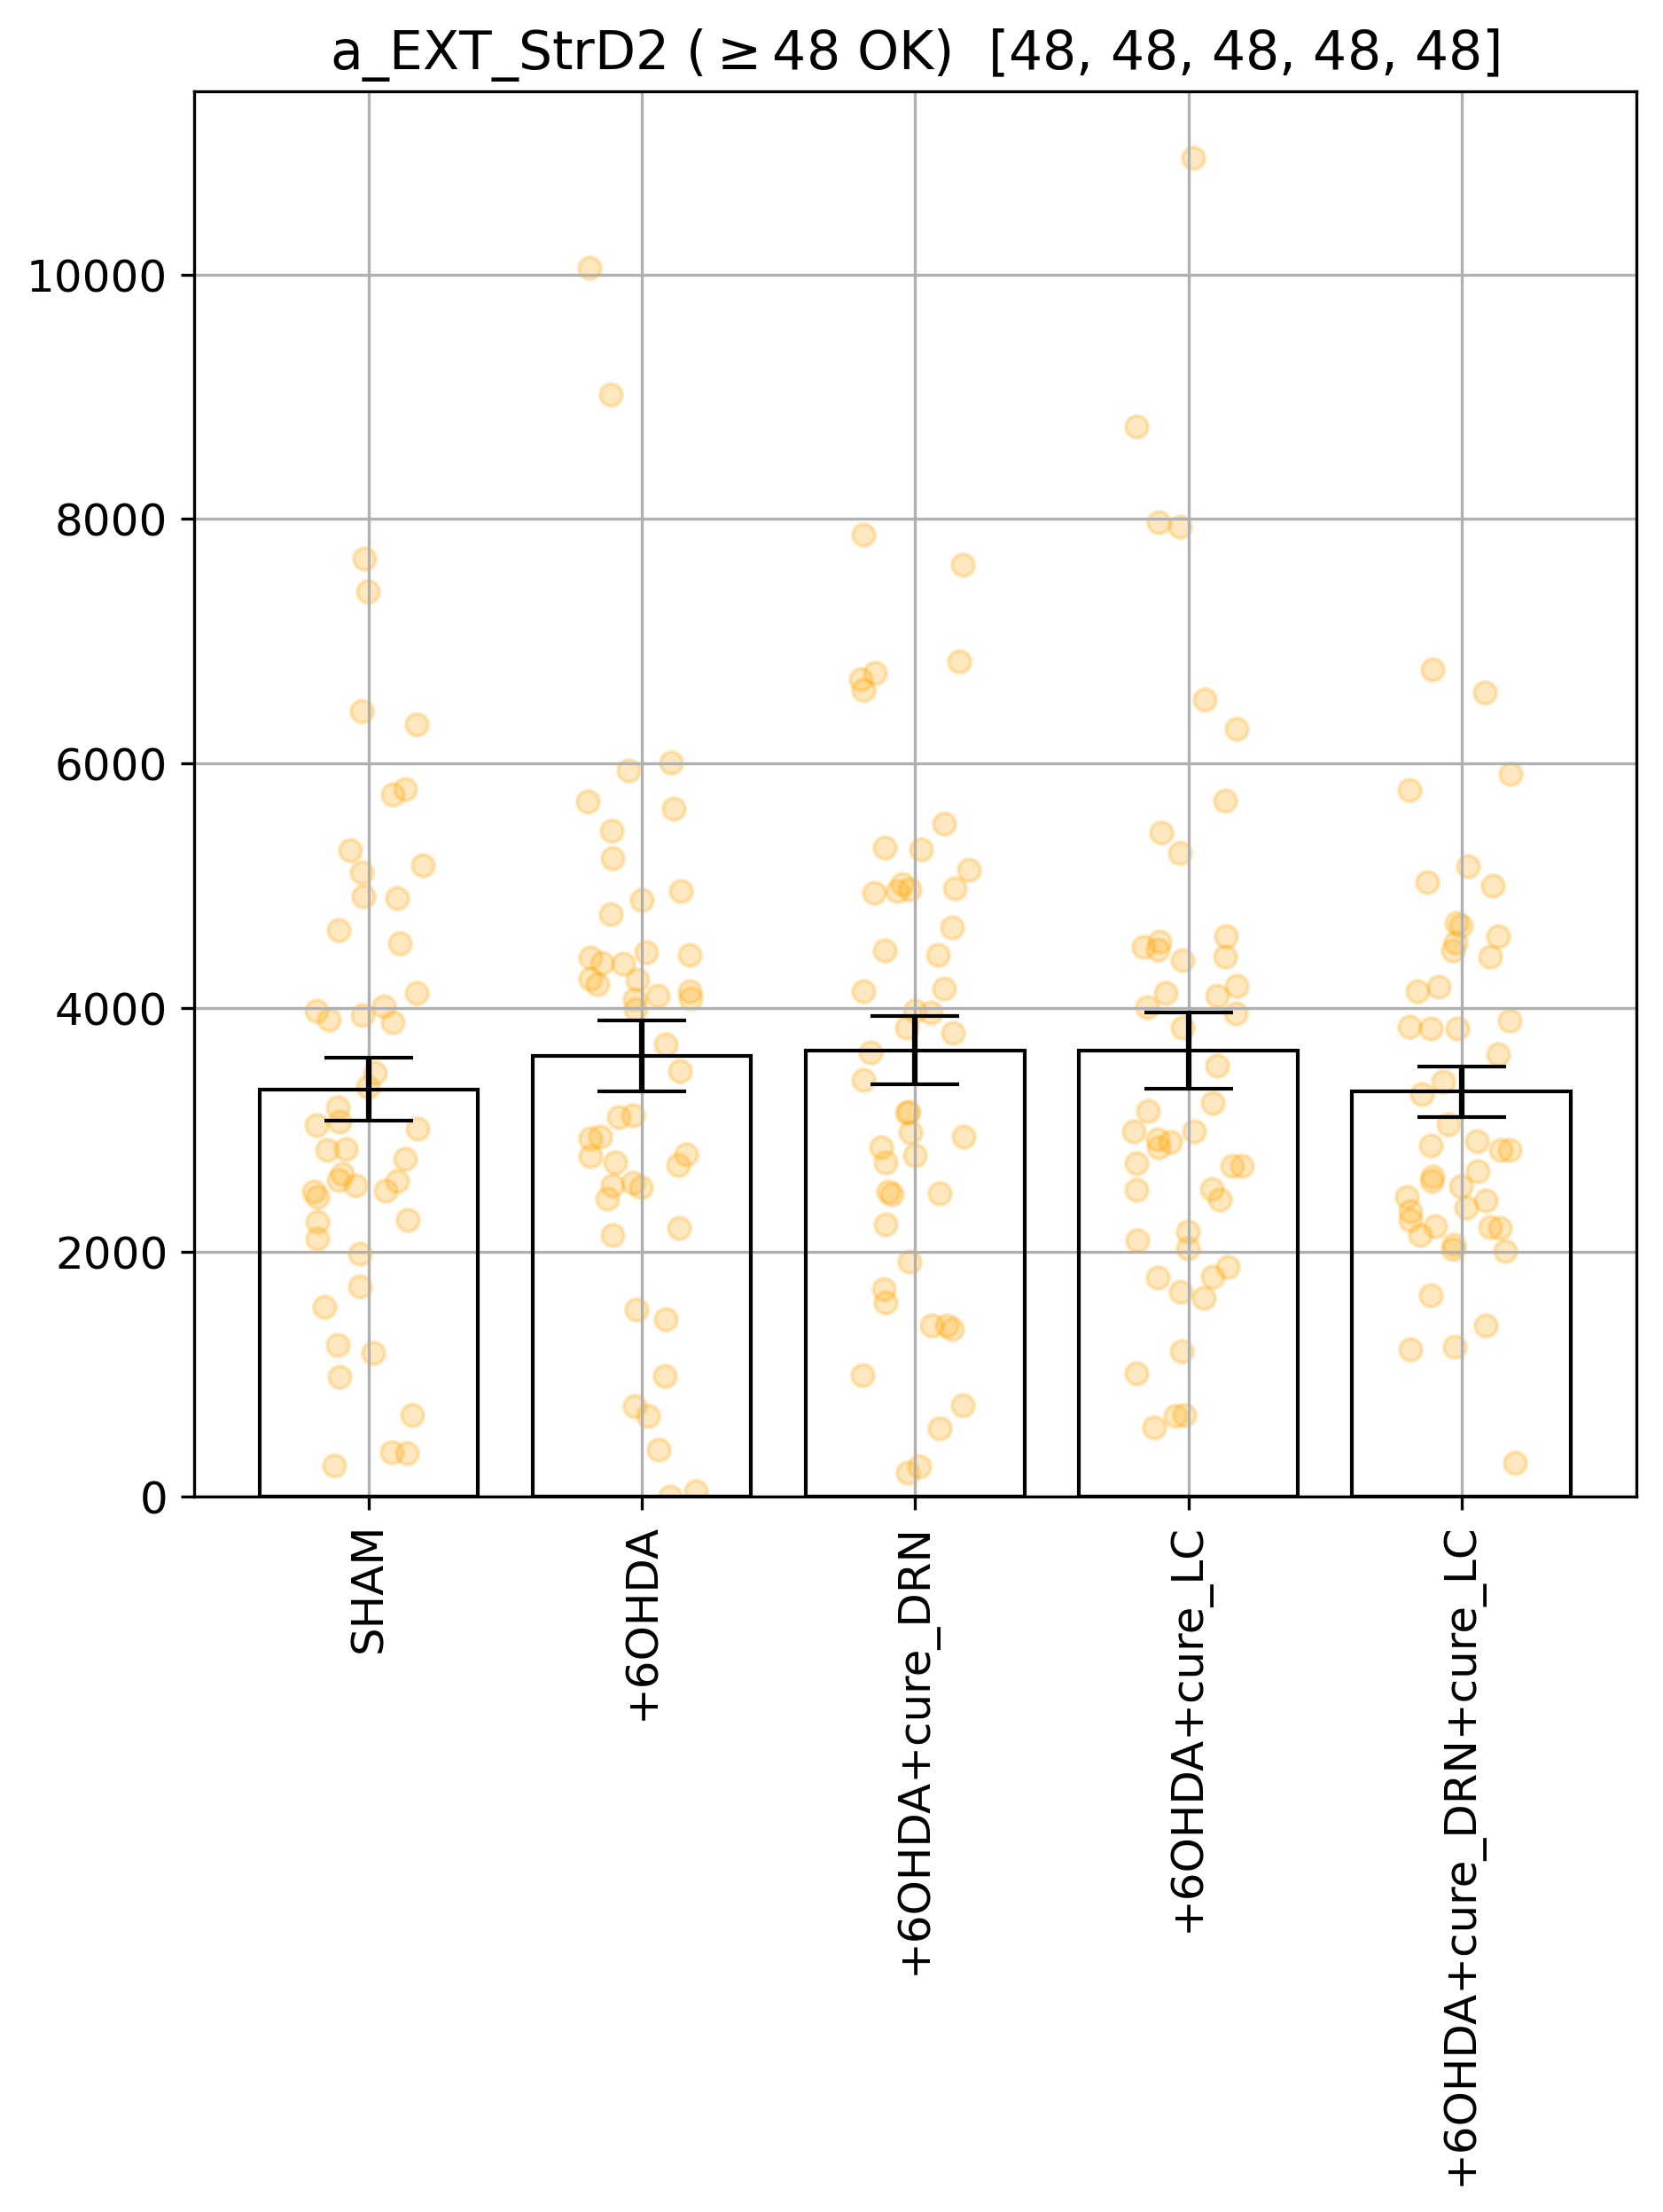 a_EXT_StrD2 (≥48 OK) [48, 48, 48, 48, 48]
10000
8000
6000
4000
2000
0
SHAM
+6OHDA
+6OHDA+cure_DRN
+6OHDA+cure_LC
+6OHDA+cure_DRN+cure_LC